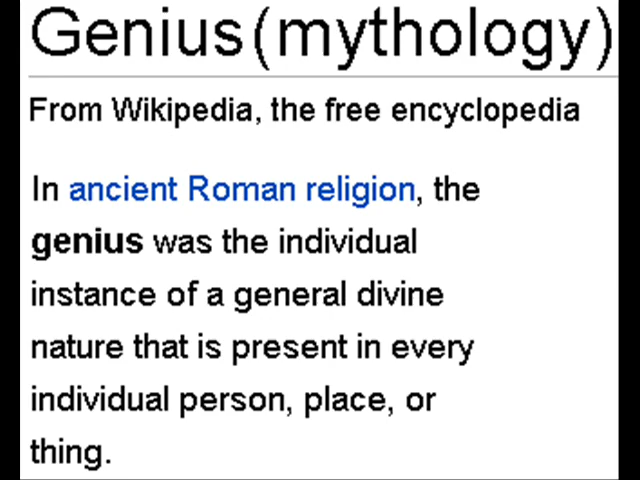 Genius(mythology)
From Wikipedia, the free encyclopedia
In ancient Roman religion, the
genius was the individual
instance of a general divine
nature that is present in every
individual person, place, or
thing.